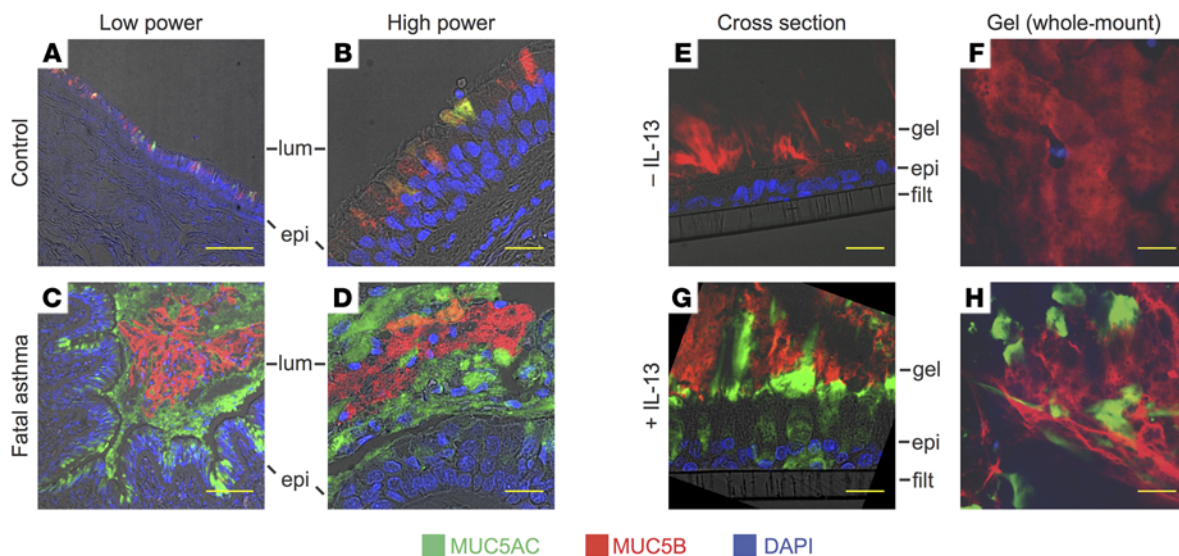 Low power High power Cross section Gel (whole-mount)
A B E F
Control
lum
epi
– IL-13
gel
epi
filt
C D G H
Fatal asthma
lum
epi
+ IL-13
gel
epi
filt
MUC5AC MUC5B DAPI